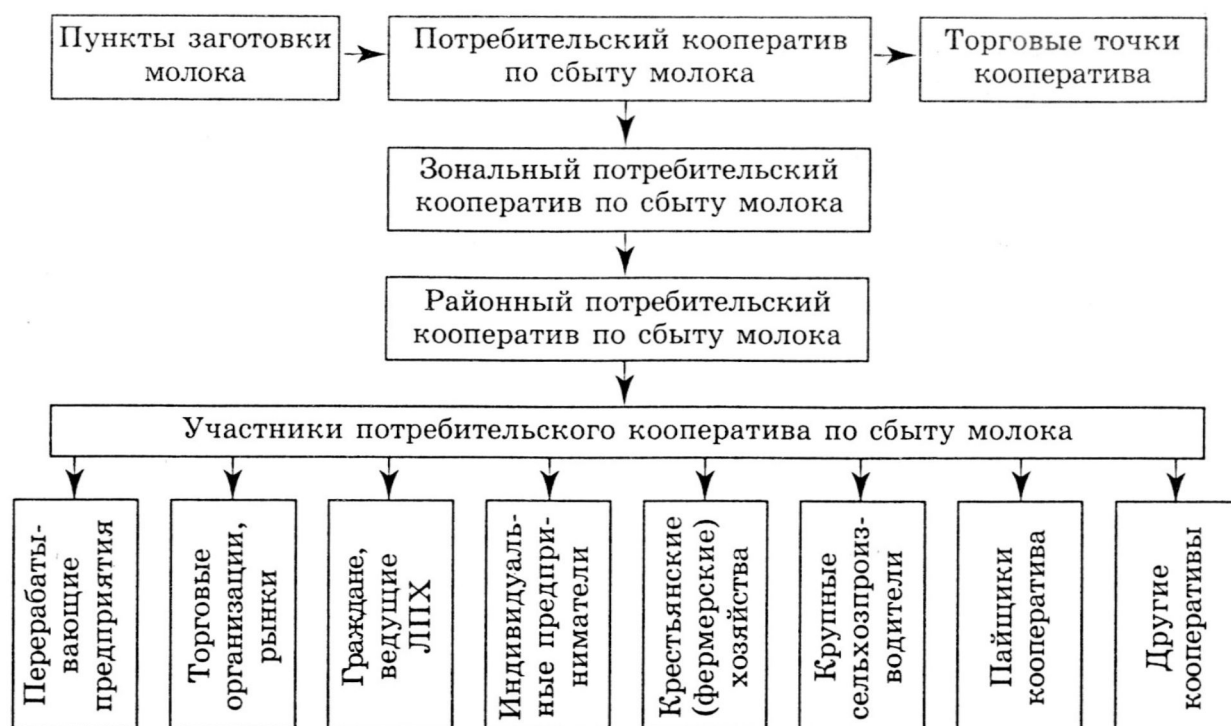 Пункты заготовки
молока
Потребительский кооператив
по сбыту молока
Торговые точки
кооператива
Зональный потребительский
кооператив по сбыту молока
Районный потребительский
кооператив по сбыту молока
Участники потребительского кооператива по сбыту молока
Перерабаты-
вающие
предприятия
Торговые
организации,
рынки
Граждане,
ведущие
ЛПХ
Индивидуаль-
ные предпри-
ниматели
Крестьянские
(фермерские)
хозяйства
Крупные
сельхозпроиз-
водители
Пайщики
кооператива
Другие
кооперативы